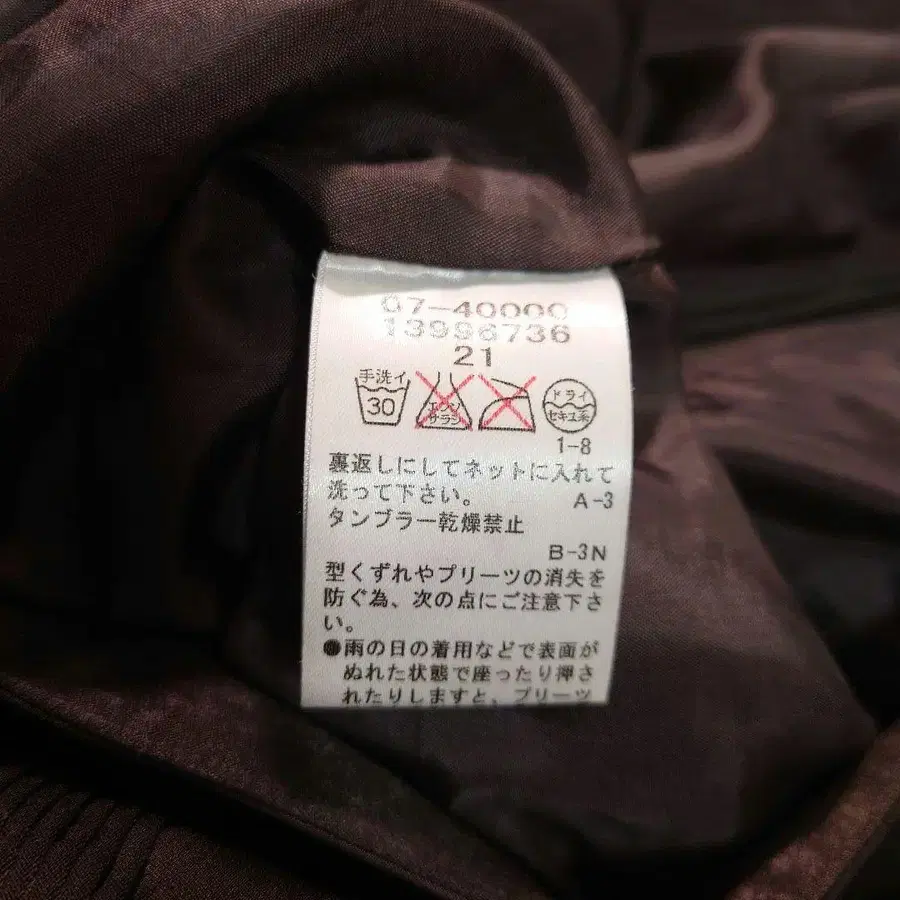 07-40000
13996736
21
手洗イ
30
エンソ
サラシ
ドライ
セキユ系
1-8
裏返しにしてネットに入れて
洗って下さい。 A-3
タンブラー乾燥禁止
B-3N
型くずれやプリーツの消失を
防ぐ為、次の点にご注意下さ
い。
●雨の日の着用などで表面が
ぬれた状態で座ったり押さ
れたりしますと、プリーツ